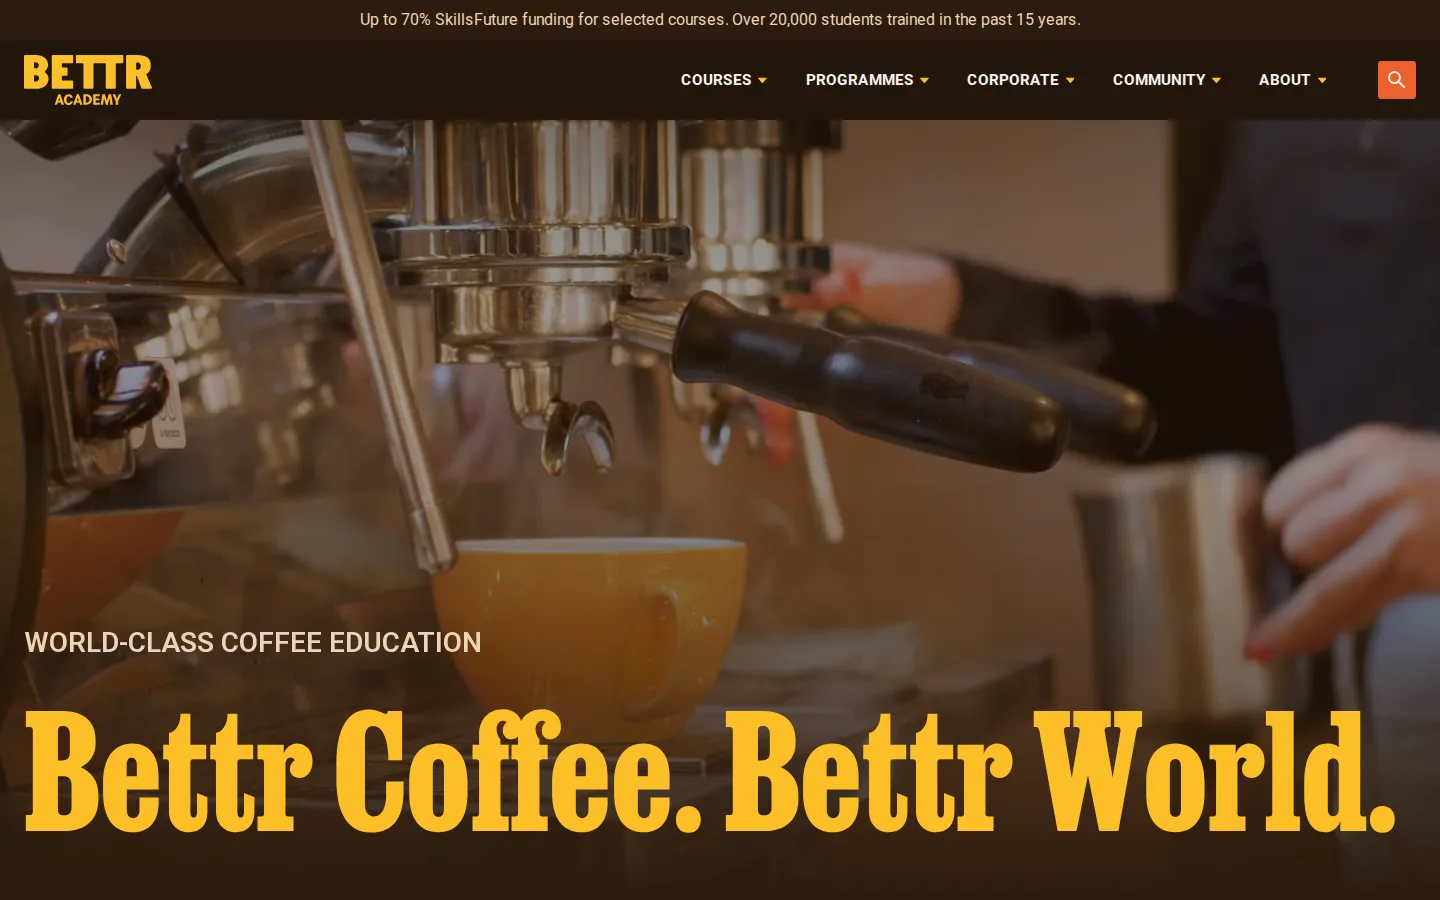 Up to 70% SkillsFuture funding for selected courses. Over 20,000 students trained in the past 15 years.
BETTR
ACADEMY
COURSES
PROGRAMMES
CORPORATE
COMMUNITY
ABOUT
WORLD-CLASS COFFEE EDUCATION
Bettr Coffee. Bettr World.